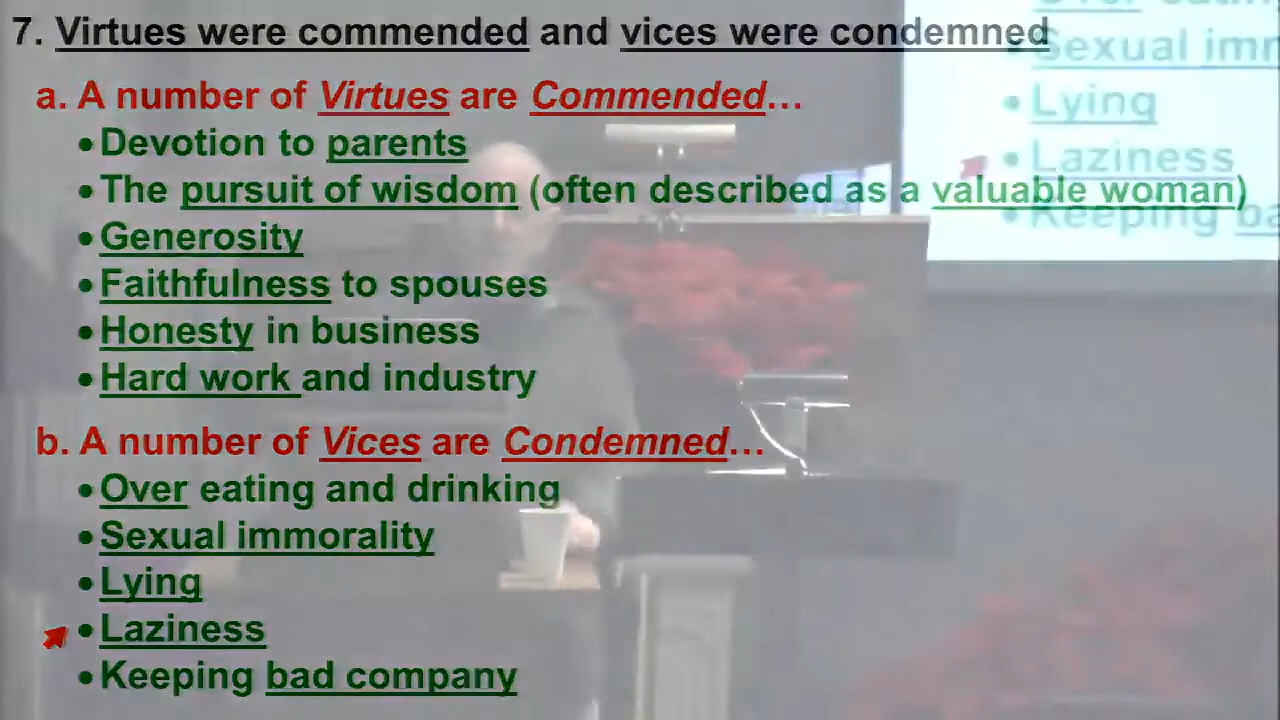 7. Virtues were commended and vices were condemned
a. A number of Virtues are Commended…
• Devotion to parents
• The pursuit of wisdom (often described as a valuable woman)
• Generosity
• Faithfulness to spouses
• Honesty in business
• Hard work and industry
b. A number of Vices are Condemned…
• Over eating and drinking
• Sexual immorality
• Lying
• Laziness
• Keeping bad company
Over eatin
• Sexual imm
• Lying
• Laziness
• Keeping ba